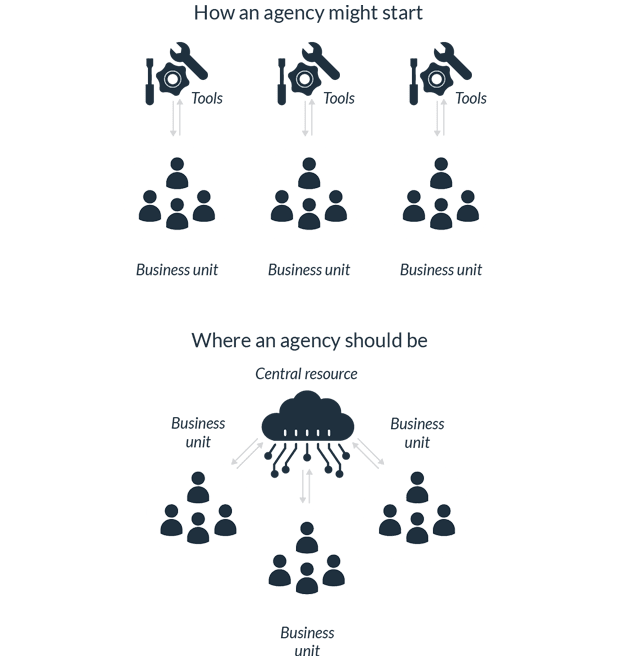 How an agency might start
Tools
Tools
Tools
Business unit
Business unit
Business unit
Where an agency should be
Central resource
Business
unit
Business
unit
Business
unit